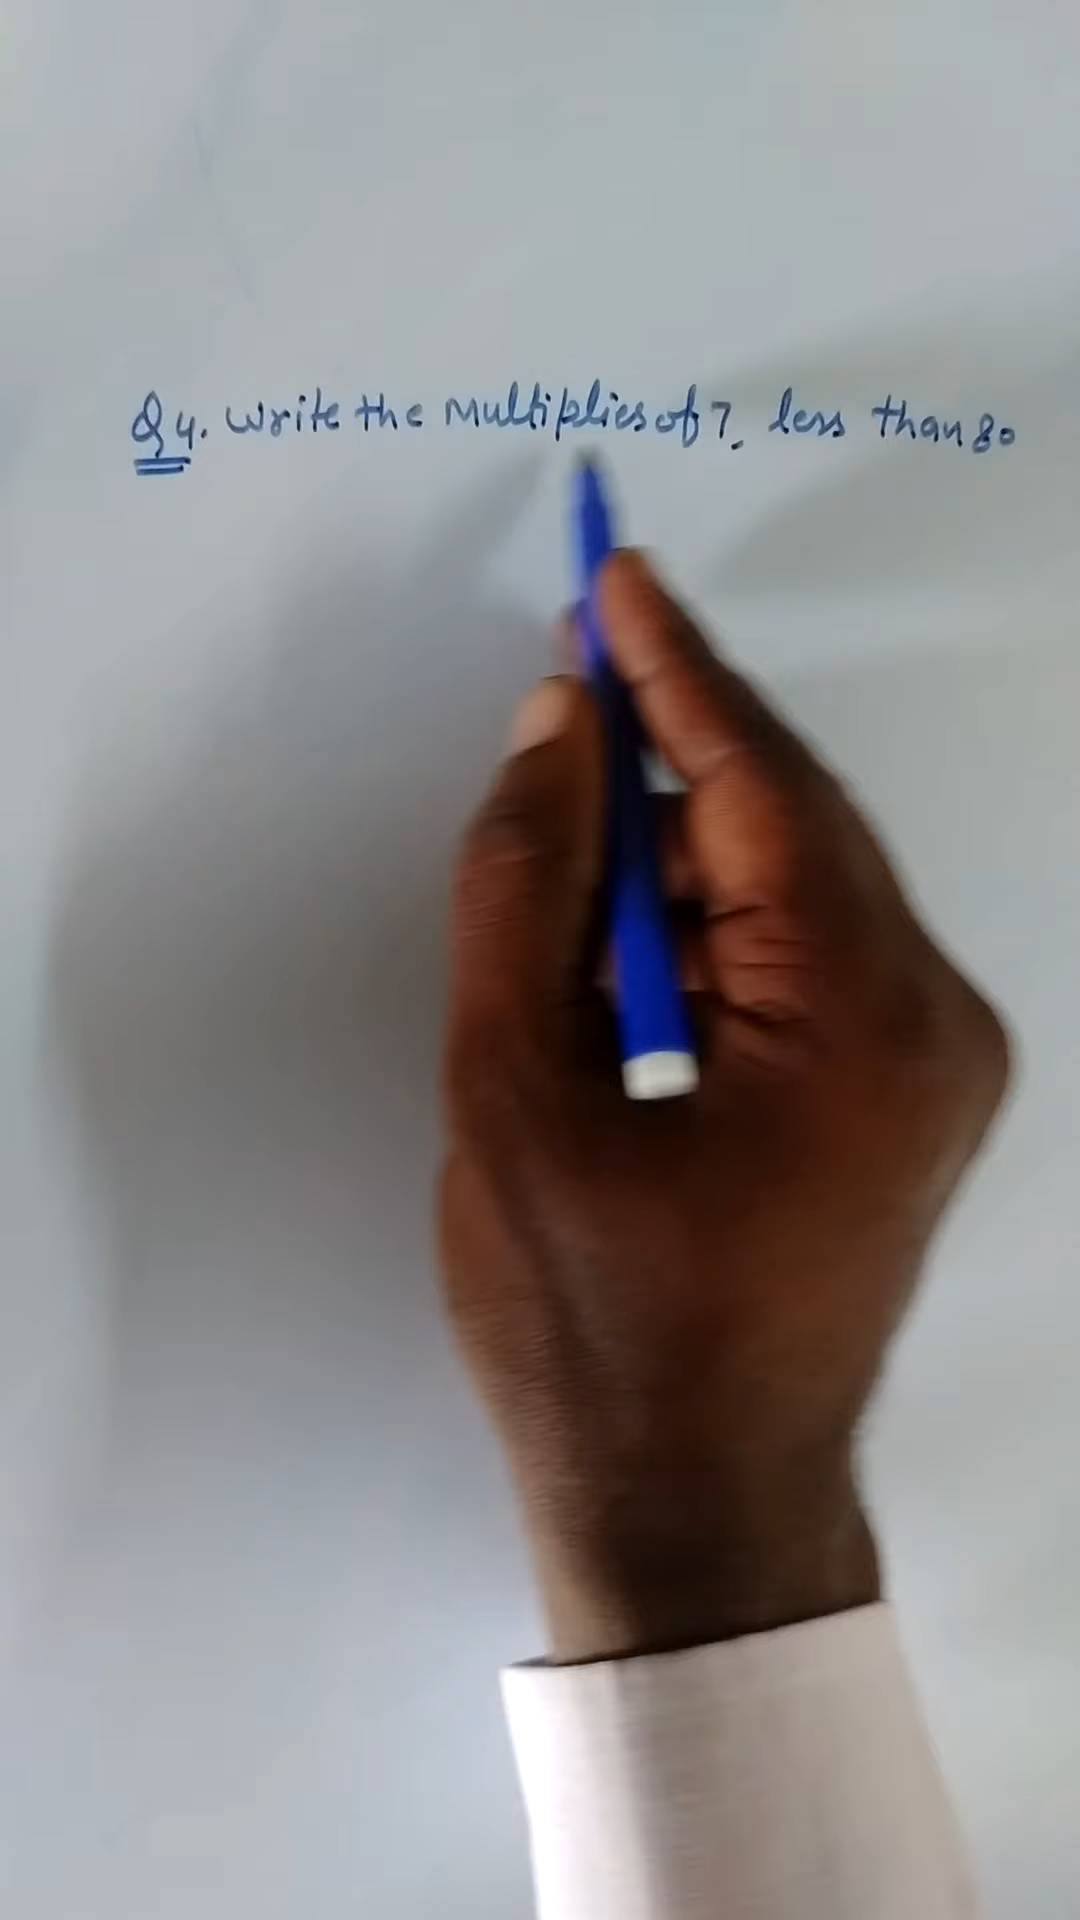 Q4. Write the Multiplies of 7, less than 80